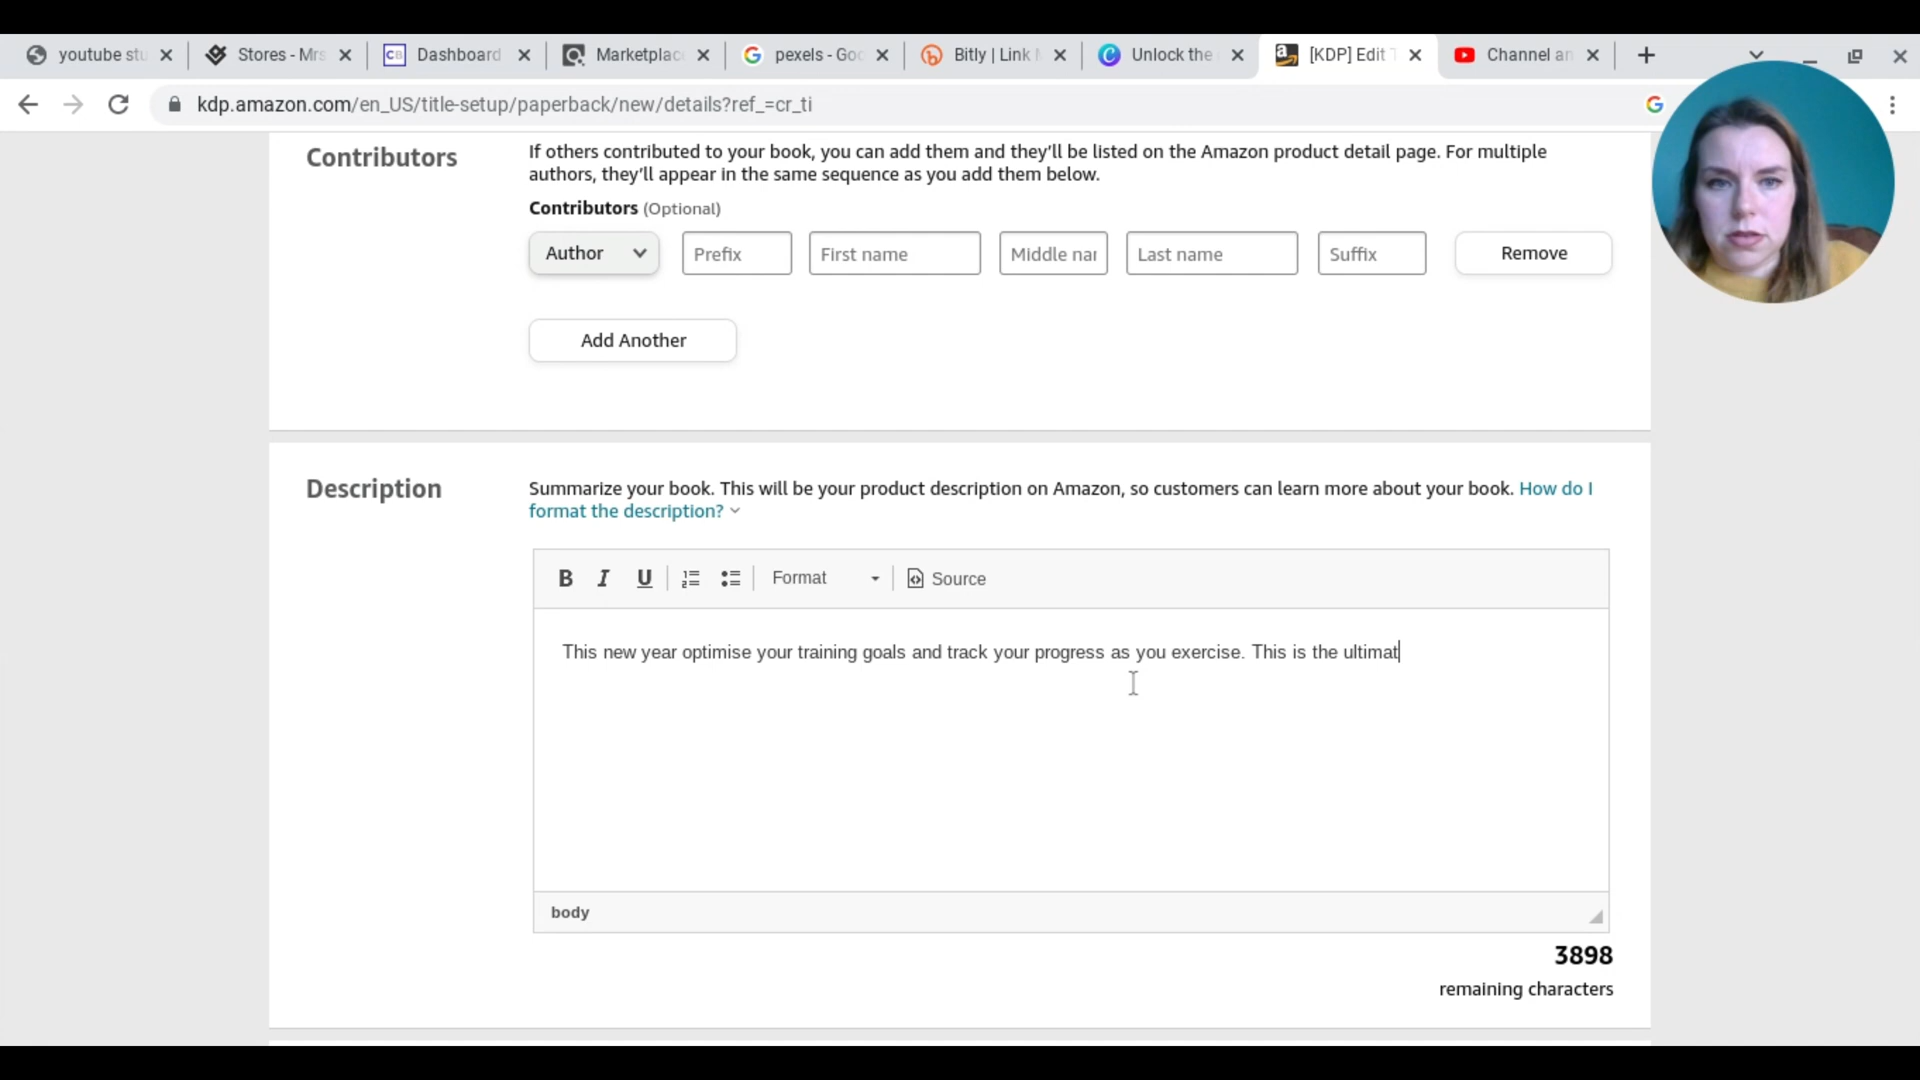 youtube stu
Stores - Mrs
Dashboard
Marketplac
pexels - Goo
Bitly | Link M
Unlock the
[KDP] Edit T
Channel an
kdp.amazon.com/en_US/title-setup/paperback/new/details?ref_=cr_ti
Contributors
If others contributed to your book, you can add them and they'll be listed on the Amazon product detail page. For multiple
authors, they'll appear in the same sequence as you add them below.
Contributors (Optional)
Author Prefix First name Middle nar Last name Suffix Remove
Add Another
Description
Summarize your book. This will be your product description on Amazon, so customers can learn more about your book. How do I
format the description?
B I U Format Source
This new year optimise your training goals and track your progress as you exercise. This is the ultimat
body
3898
remaining characters